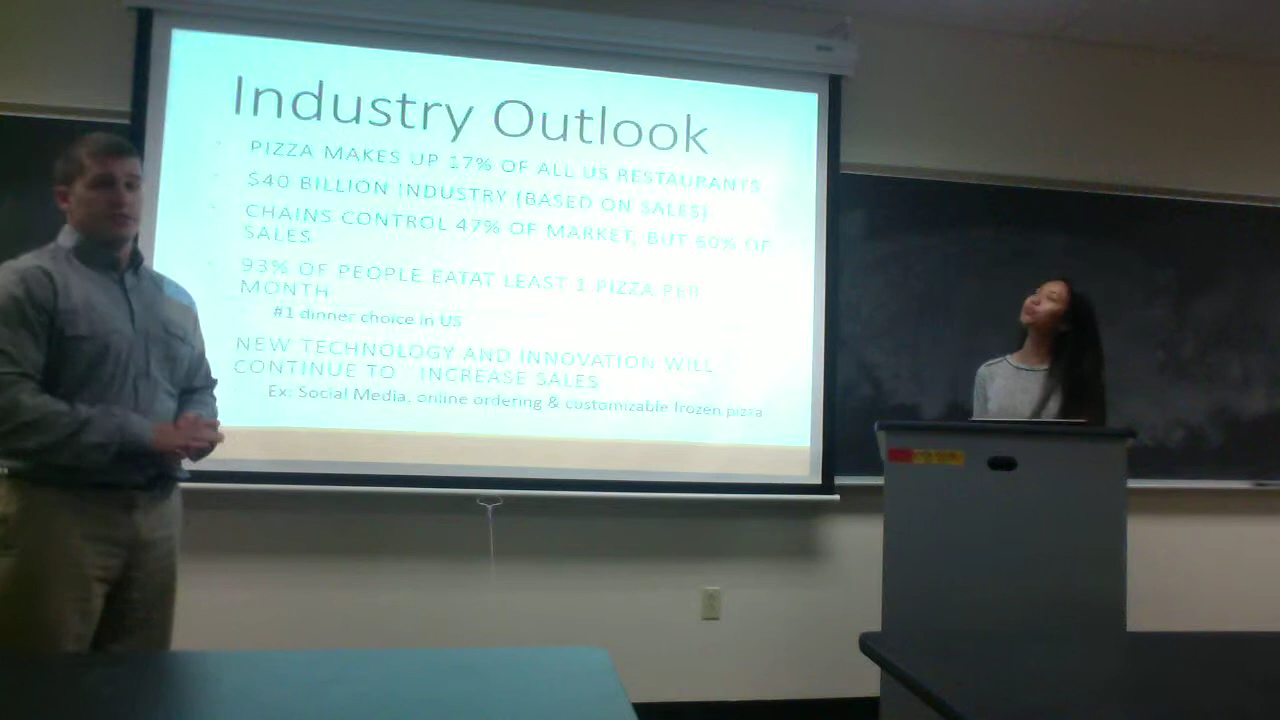 Industry Outlook
PIZZA MAKES UP 17% OF ALL US RESTAURANTS
$40 BILLION INDUSTRY (BASED ON SALES)
CHAINS CONTROL 47% OF MARKET, BUT 60% OF
SALES
93% OF PEOPLE EATAT LEAST 1 PIZZA PER
MONTH
#1 dinner choice in US
NEW TECHNOLOGY AND INNOVATION WILL
CONTINUE TO INCREASE SALES
Ex: Social Media, online ordering & customizable frozen pizza